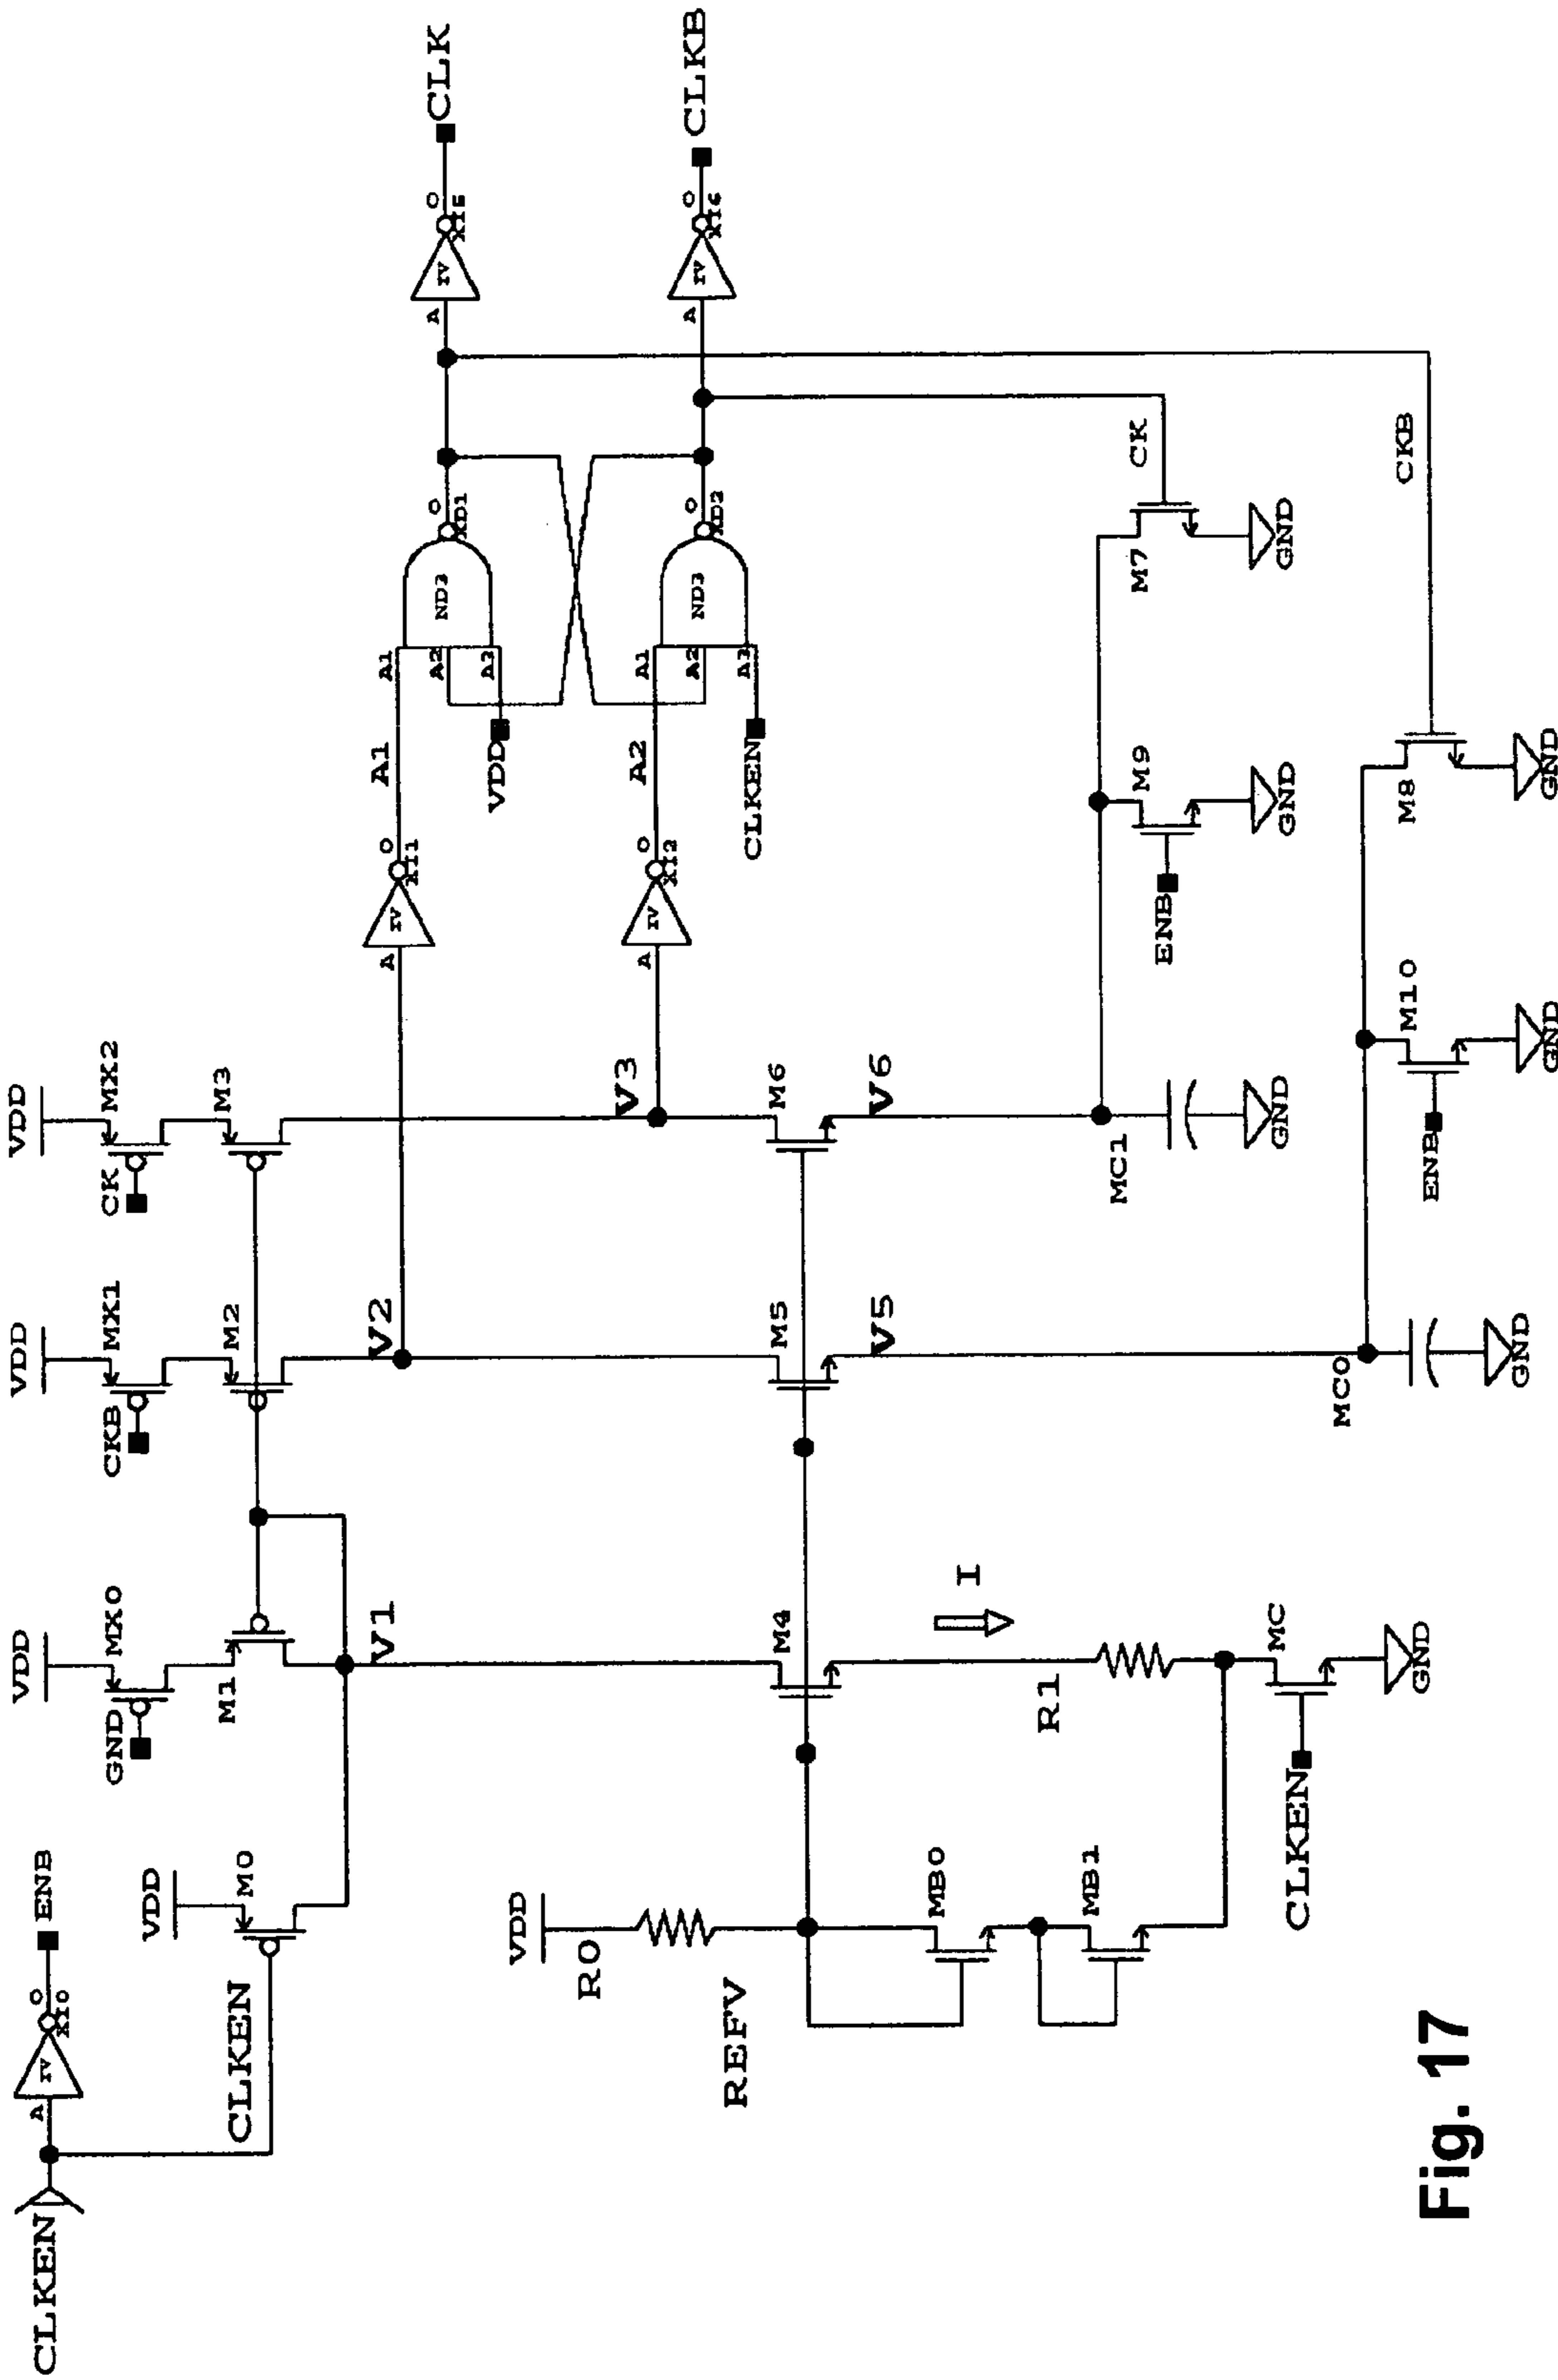 CLKEN
A
IV
O
XI0
ENB
CLKEN
VDD
M0
VDD
MX0
GND
M1
V1
VDD
MX1
CKB
M2
V2
VDD
MX2
CK
M3
V3
A
IV
O
XI1
A1
A1
A2
A3
VDD
ND3
O
XD1
A
IV
O
XI5
CLK
A
IV
O
XI2
A2
A1
A2
A3
CLKEN
ND3
O
XD2
A
IV
O
XI6
CLKB
VDD
R0
REFV
MB0
MB1
M4
I
R1
CLKEN
MC
GND
M5
V5
MC0
GND
M6
V6
MC1
GND
ENB
M9
GND
M7
CK
GND
ENB
M10
GND
M8
CKB
GND
Fig. 17